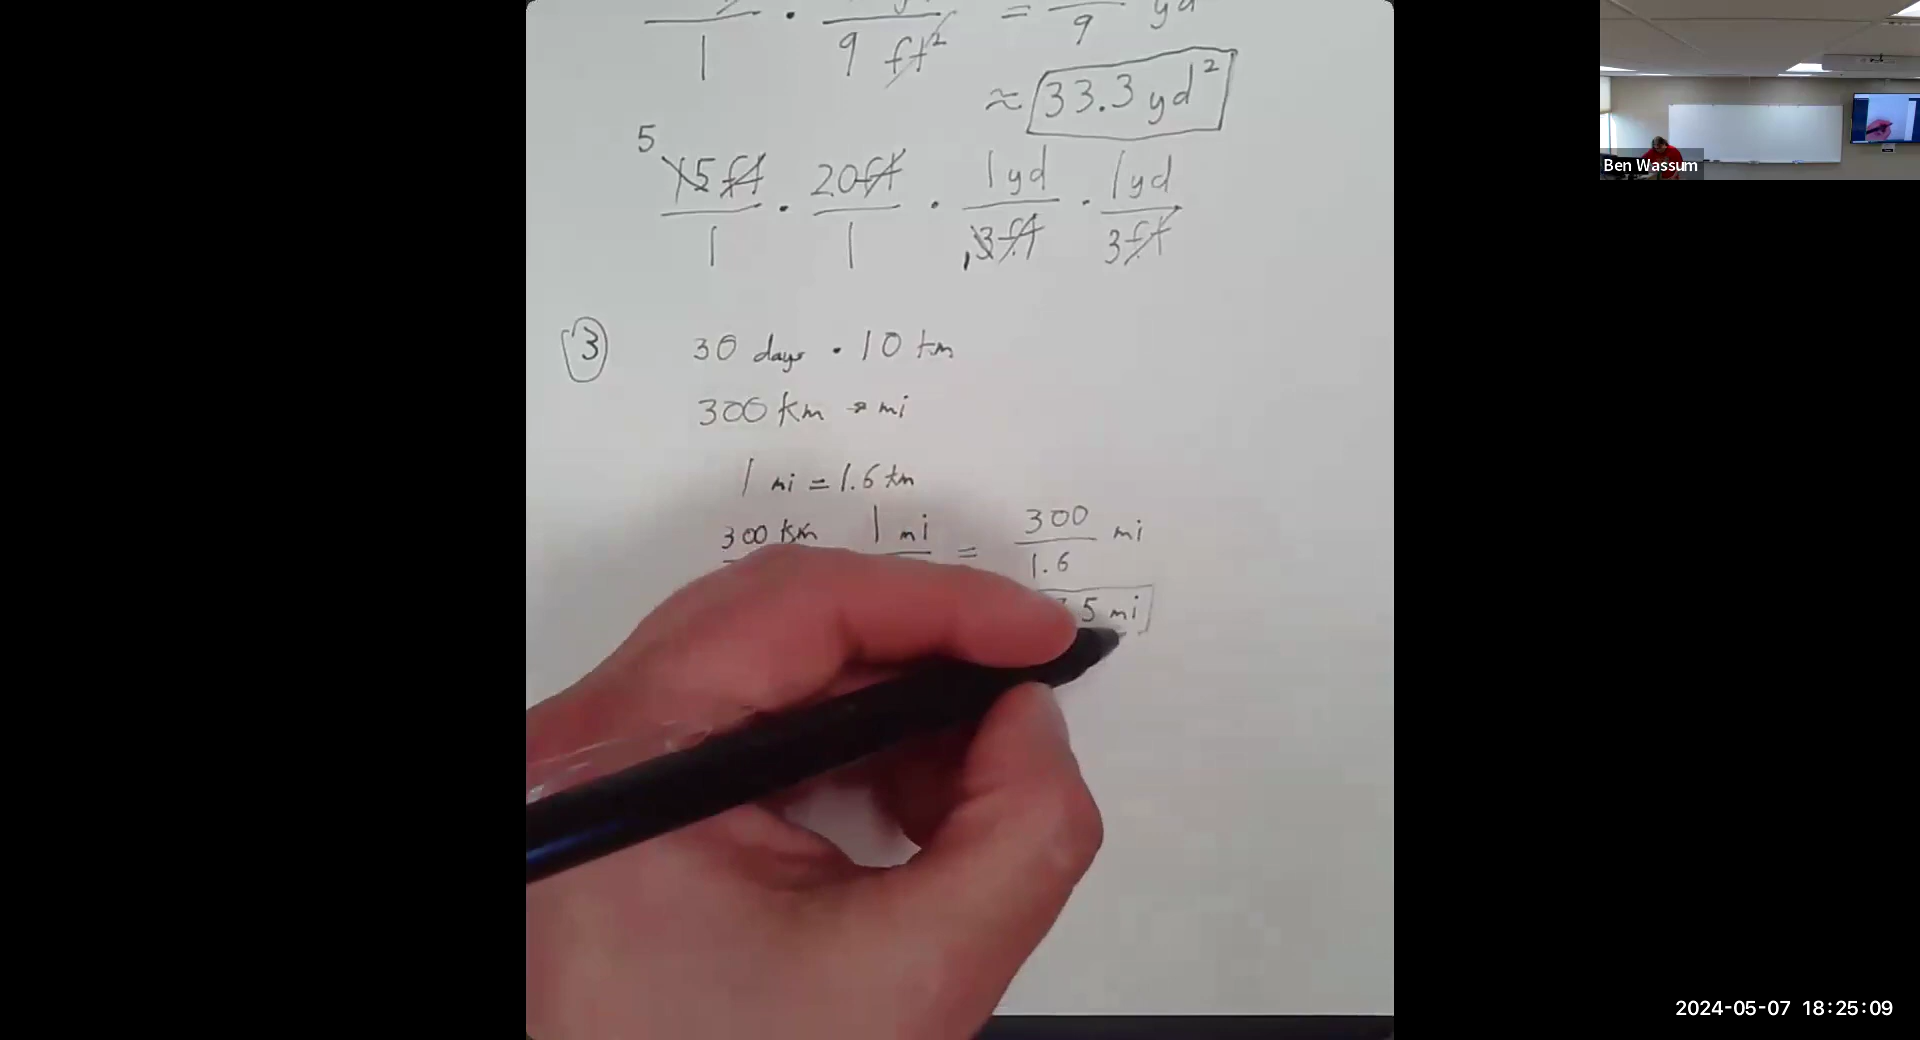 1 · 9 ft² = 9 yd
≈ 33.3 yd²
5
15 ft · 20 ft · 1 yd · 1 yd
1 1 1 3 ft 3 ft
3 30 days · 10 km
300 km → mi
1 mi = 1.6 km
300 km 1 mi = 300 mi
1.6
5 mi
Ben Wassum
2024-05-07 18:25:09